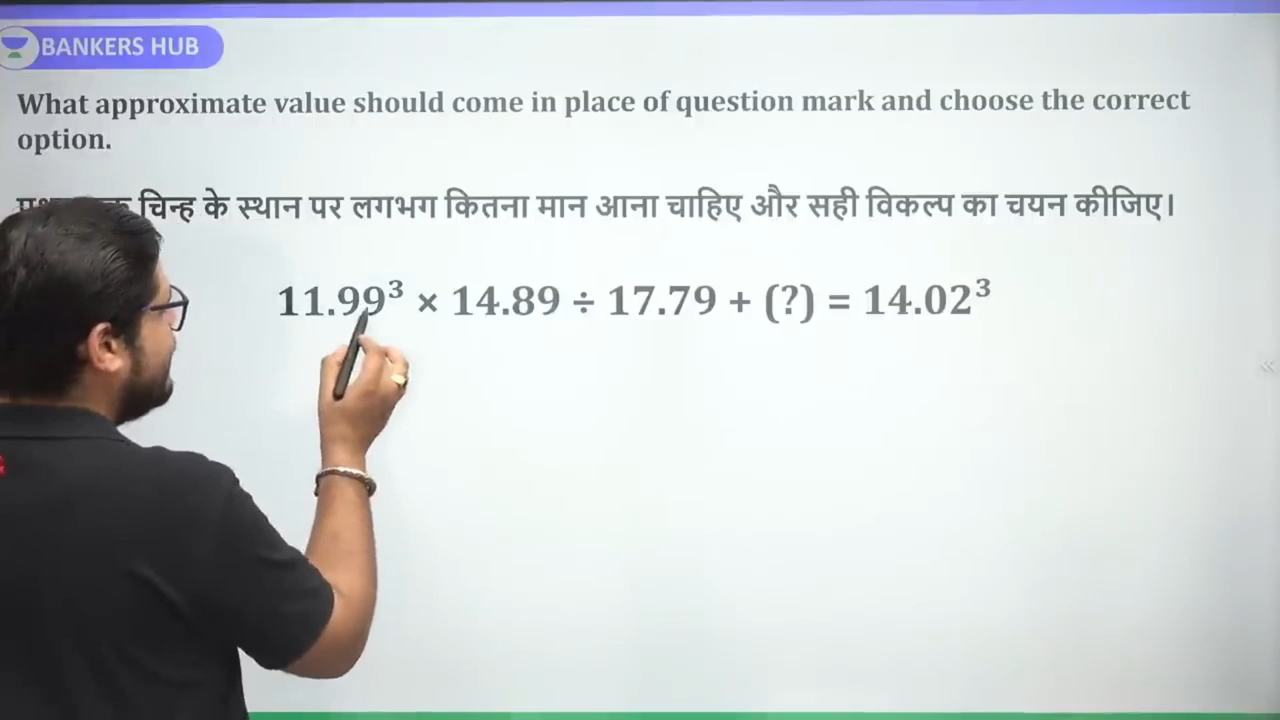 BANKERS HUB
What approximate value should come in place of question mark and choose the correct
option.
चिन्ह के स्थान पर लगभग कितना मान आना चाहिए और सही विकल्प का चयन कीजिए।
11.99³ × 14.89 ÷ 17.79 + (?) = 14.02³